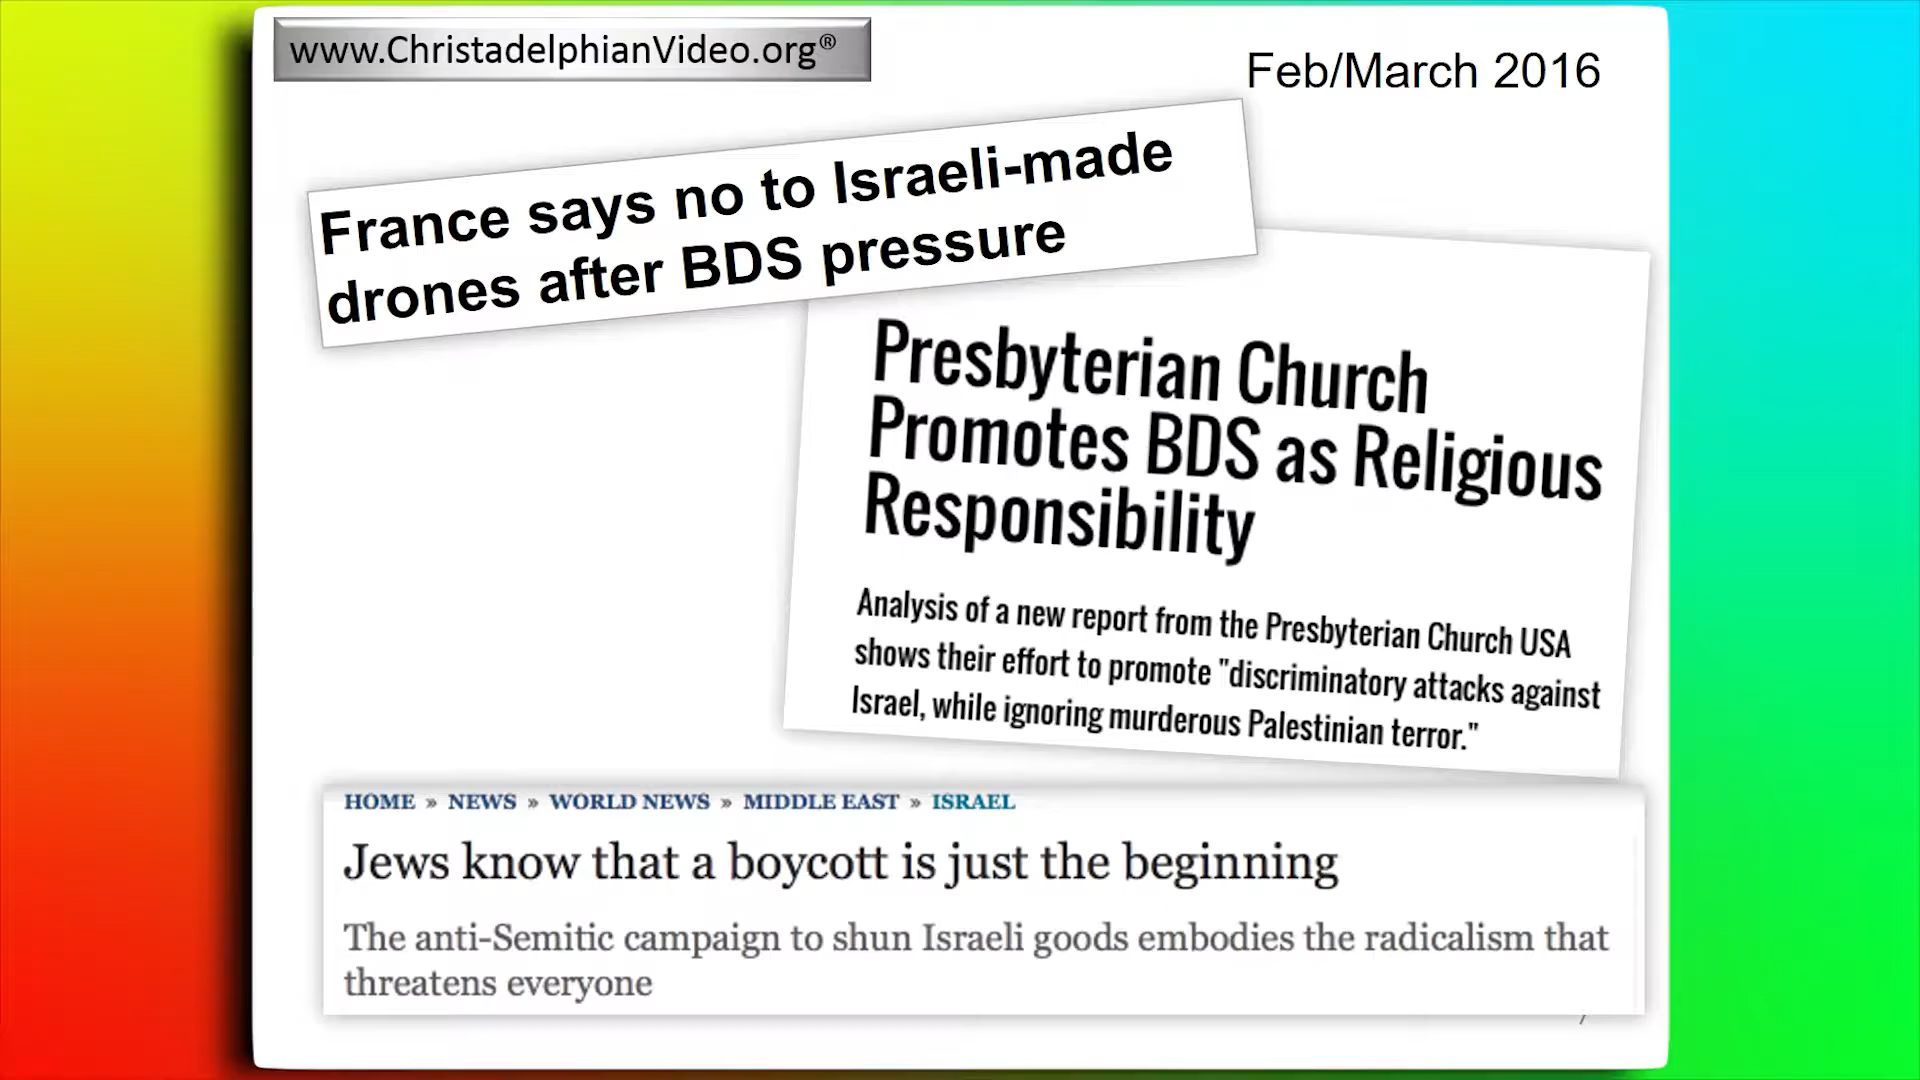 www.ChristadelphianVideo.org®
Feb/March 2016
France says no to Israeli-made
drones after BDS pressure
Presbyterian Church
Promotes BDS as Religious
Responsibility
Analysis of a new report from the Presbyterian Church USA
shows their effort to promote "discriminatory attacks against
Israel, while ignoring murderous Palestinian terror."
HOME » NEWS » WORLD NEWS » MIDDLE EAST » ISRAEL
Jews know that a boycott is just the beginning
The anti-Semitic campaign to shun Israeli goods embodies the radicalism that
threatens everyone